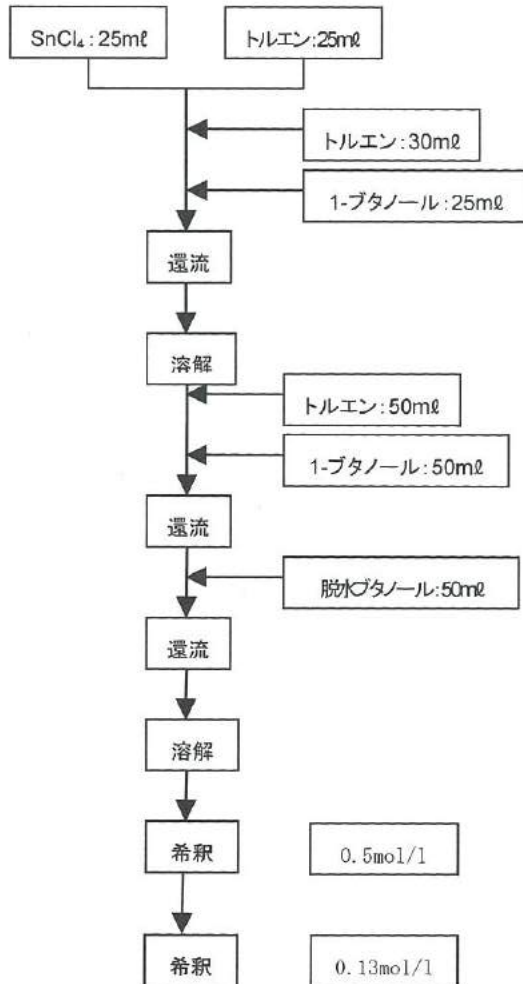 SnCl₄:25mℓ
トルエン:25mℓ
トルエン:30mℓ
1-ブタノール:25mℓ
還流
溶解
トルエン:50mℓ
1-ブタノール:50mℓ
還流
脱水ブタノール:50mℓ
還流
溶解
希釈
0.5mol/l
希釈
0.13mol/l